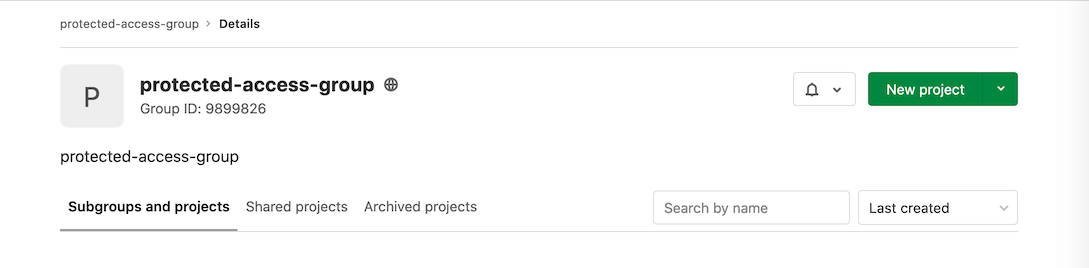 protected-access-group > Details
P
protected-access-group
Group ID: 9899826
New project
protected-access-group
Subgroups and projects Shared projects Archived projects
Search by name
Last created